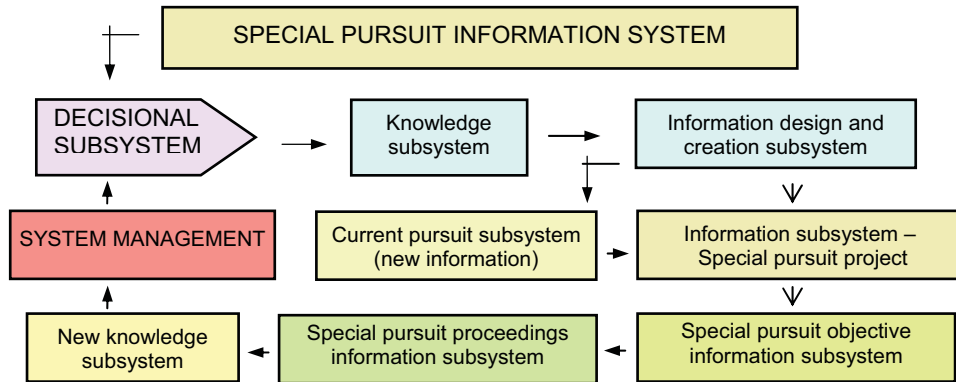 SPECIAL PURSUIT INFORMATION SYSTEM
DECISIONAL
SUBSYSTEM
Knowledge
subsystem
Information design and
creation subsystem
SYSTEM MANAGEMENT
Current pursuit subsystem
(new information)
Information subsystem –
Special pursuit project
New knowledge
subsystem
Special pursuit proceedings
information subsystem
Special pursuit objective
information subsystem